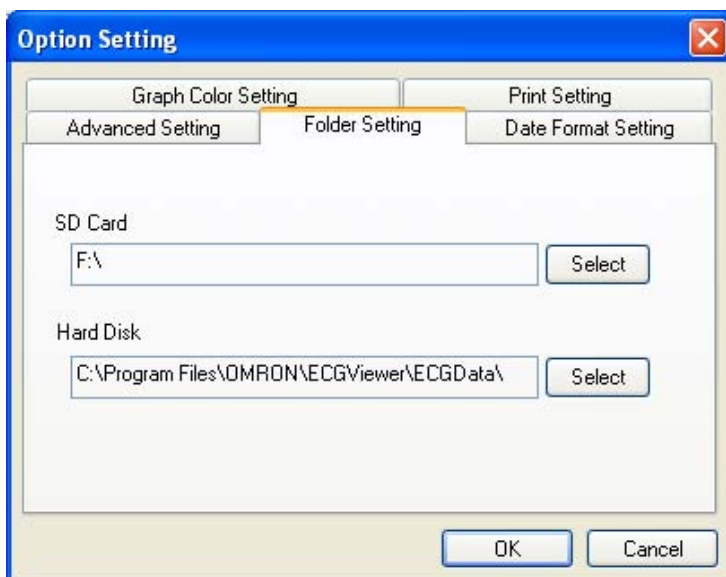 Option Setting
Graph Color Setting
Print Setting
Advanced Setting
Folder Setting
Date Format Setting
SD Card
F:\
Select
Hard Disk
C:\Program Files\OMRON\ECGViewer\ECGData\
Select
OK
Cancel